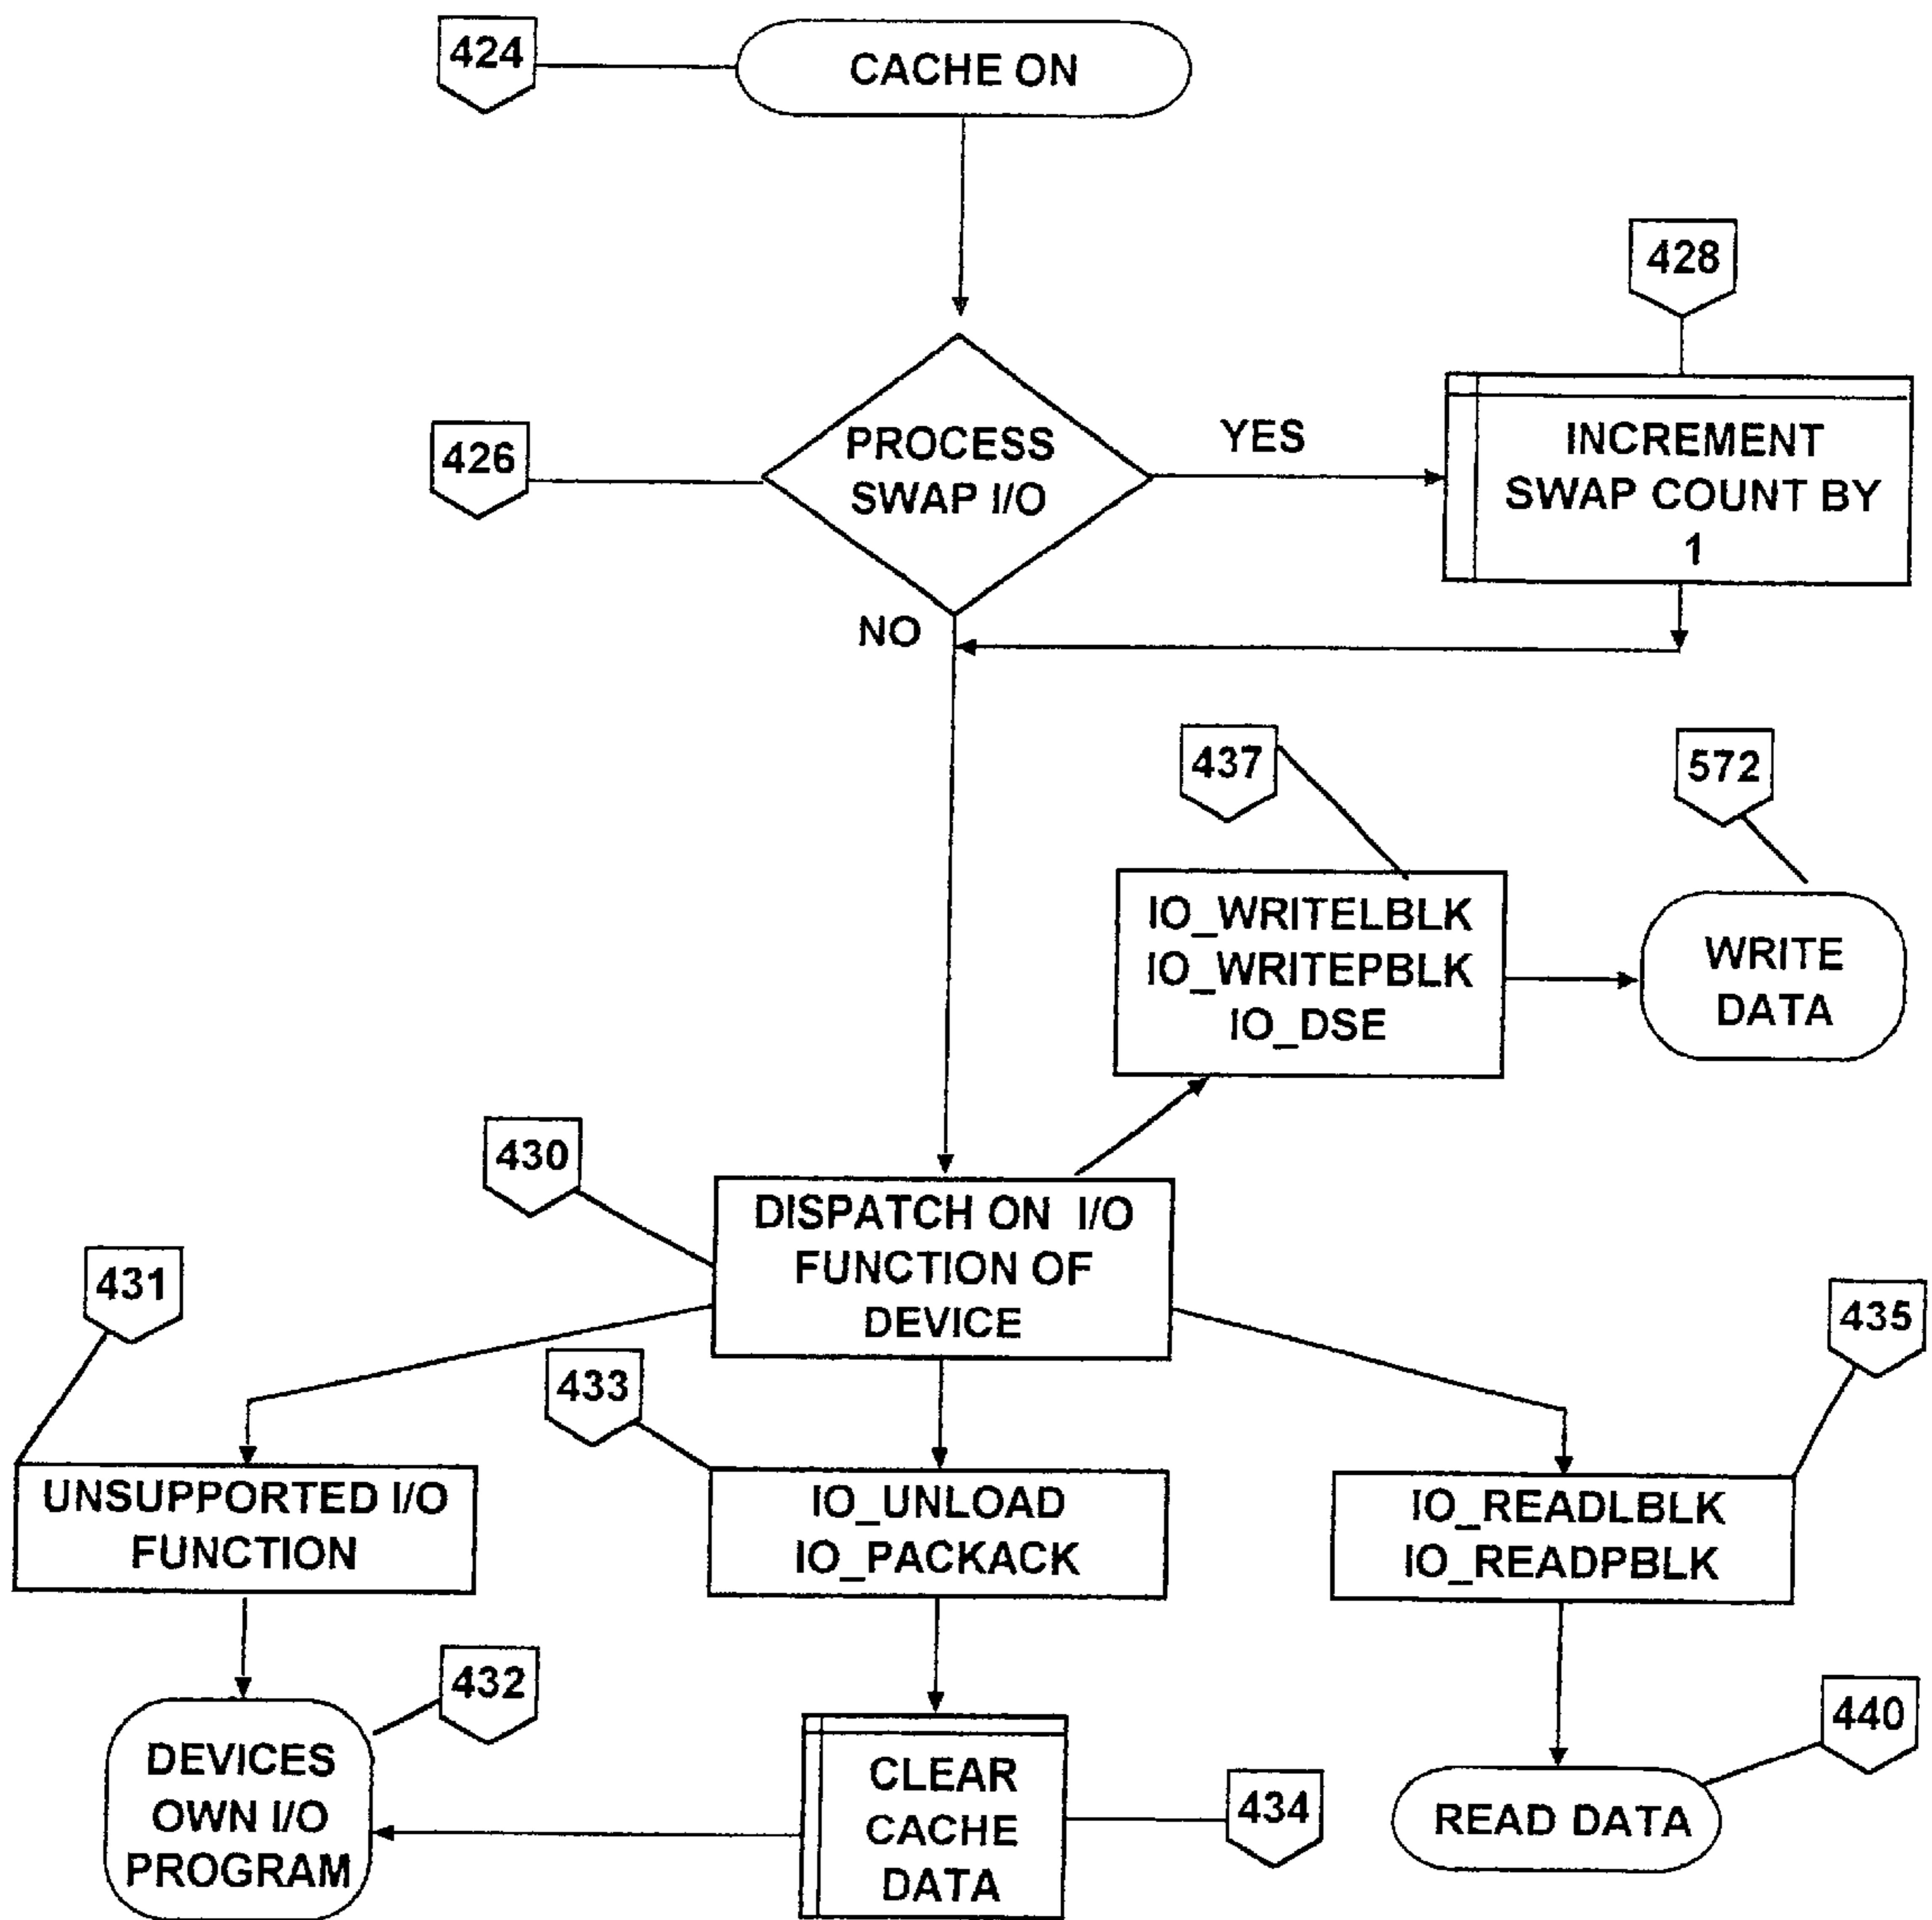 424
CACHE ON
428
426
PROCESS
SWAP I/O
YES
INCREMENT
SWAP COUNT BY
1
NO
437
572
IO_WRITELBLK
IO_WRITEPBLK
IO_DSE
WRITE
DATA
430
DISPATCH ON I/O
FUNCTION OF
DEVICE
431
433
435
UNSUPPORTED I/O
FUNCTION
IO_UNLOAD
IO_PACKACK
IO_READLBLK
IO_READPBLK
432
440
DEVICES
OWN I/O
PROGRAM
CLEAR
CACHE
DATA
434
READ DATA